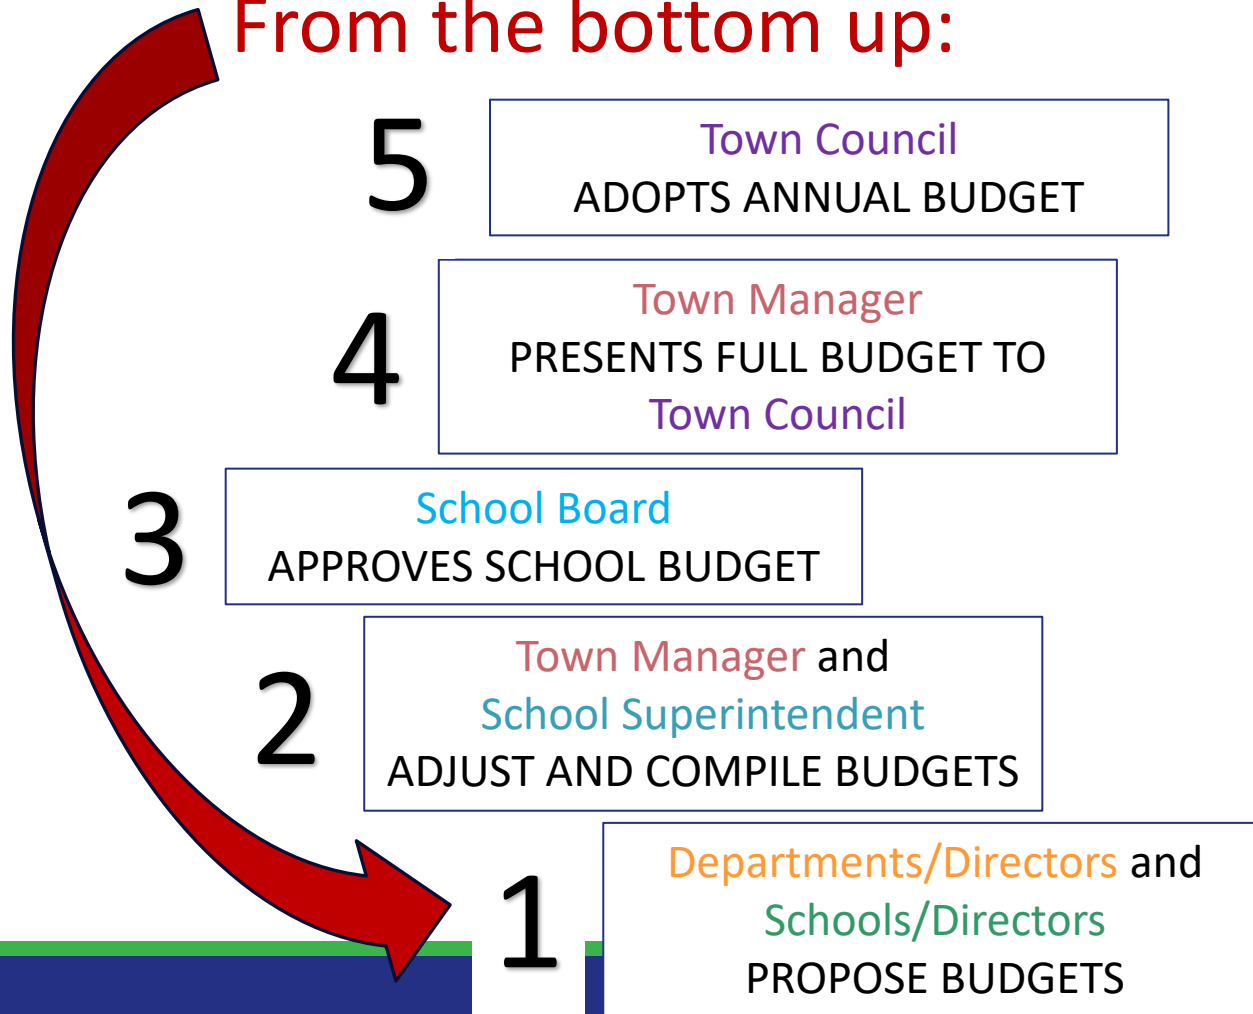 From the bottom up:
5
Town Council
ADOPTS ANNUAL BUDGET
4
Town Manager
PRESENTS FULL BUDGET TO
Town Council
3
School Board
APPROVES SCHOOL BUDGET
2
Town Manager and
School Superintendent
ADJUST AND COMPILE BUDGETS
1
Departments/Directors and
Schools/Directors
PROPOSE BUDGETS